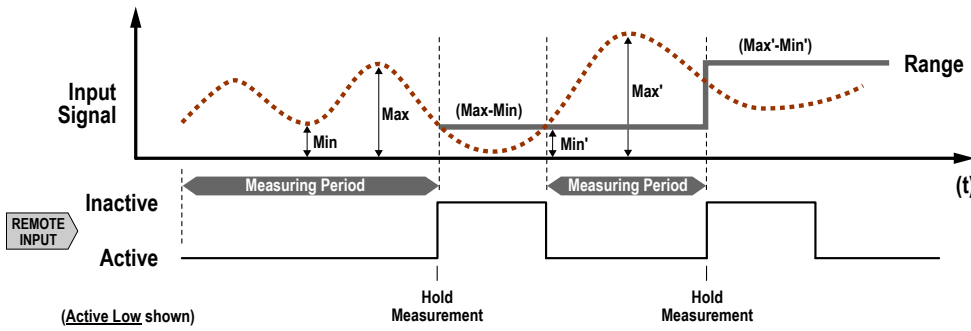 (Max'-Min')
Range
Input
Signal
(Max-Min)
Max
Max'
Min
Min'
Measuring Period
Measuring Period
(t)
Inactive
REMOTE
INPUT
Active
Hold
Measurement
Hold
Measurement
(Active Low shown)